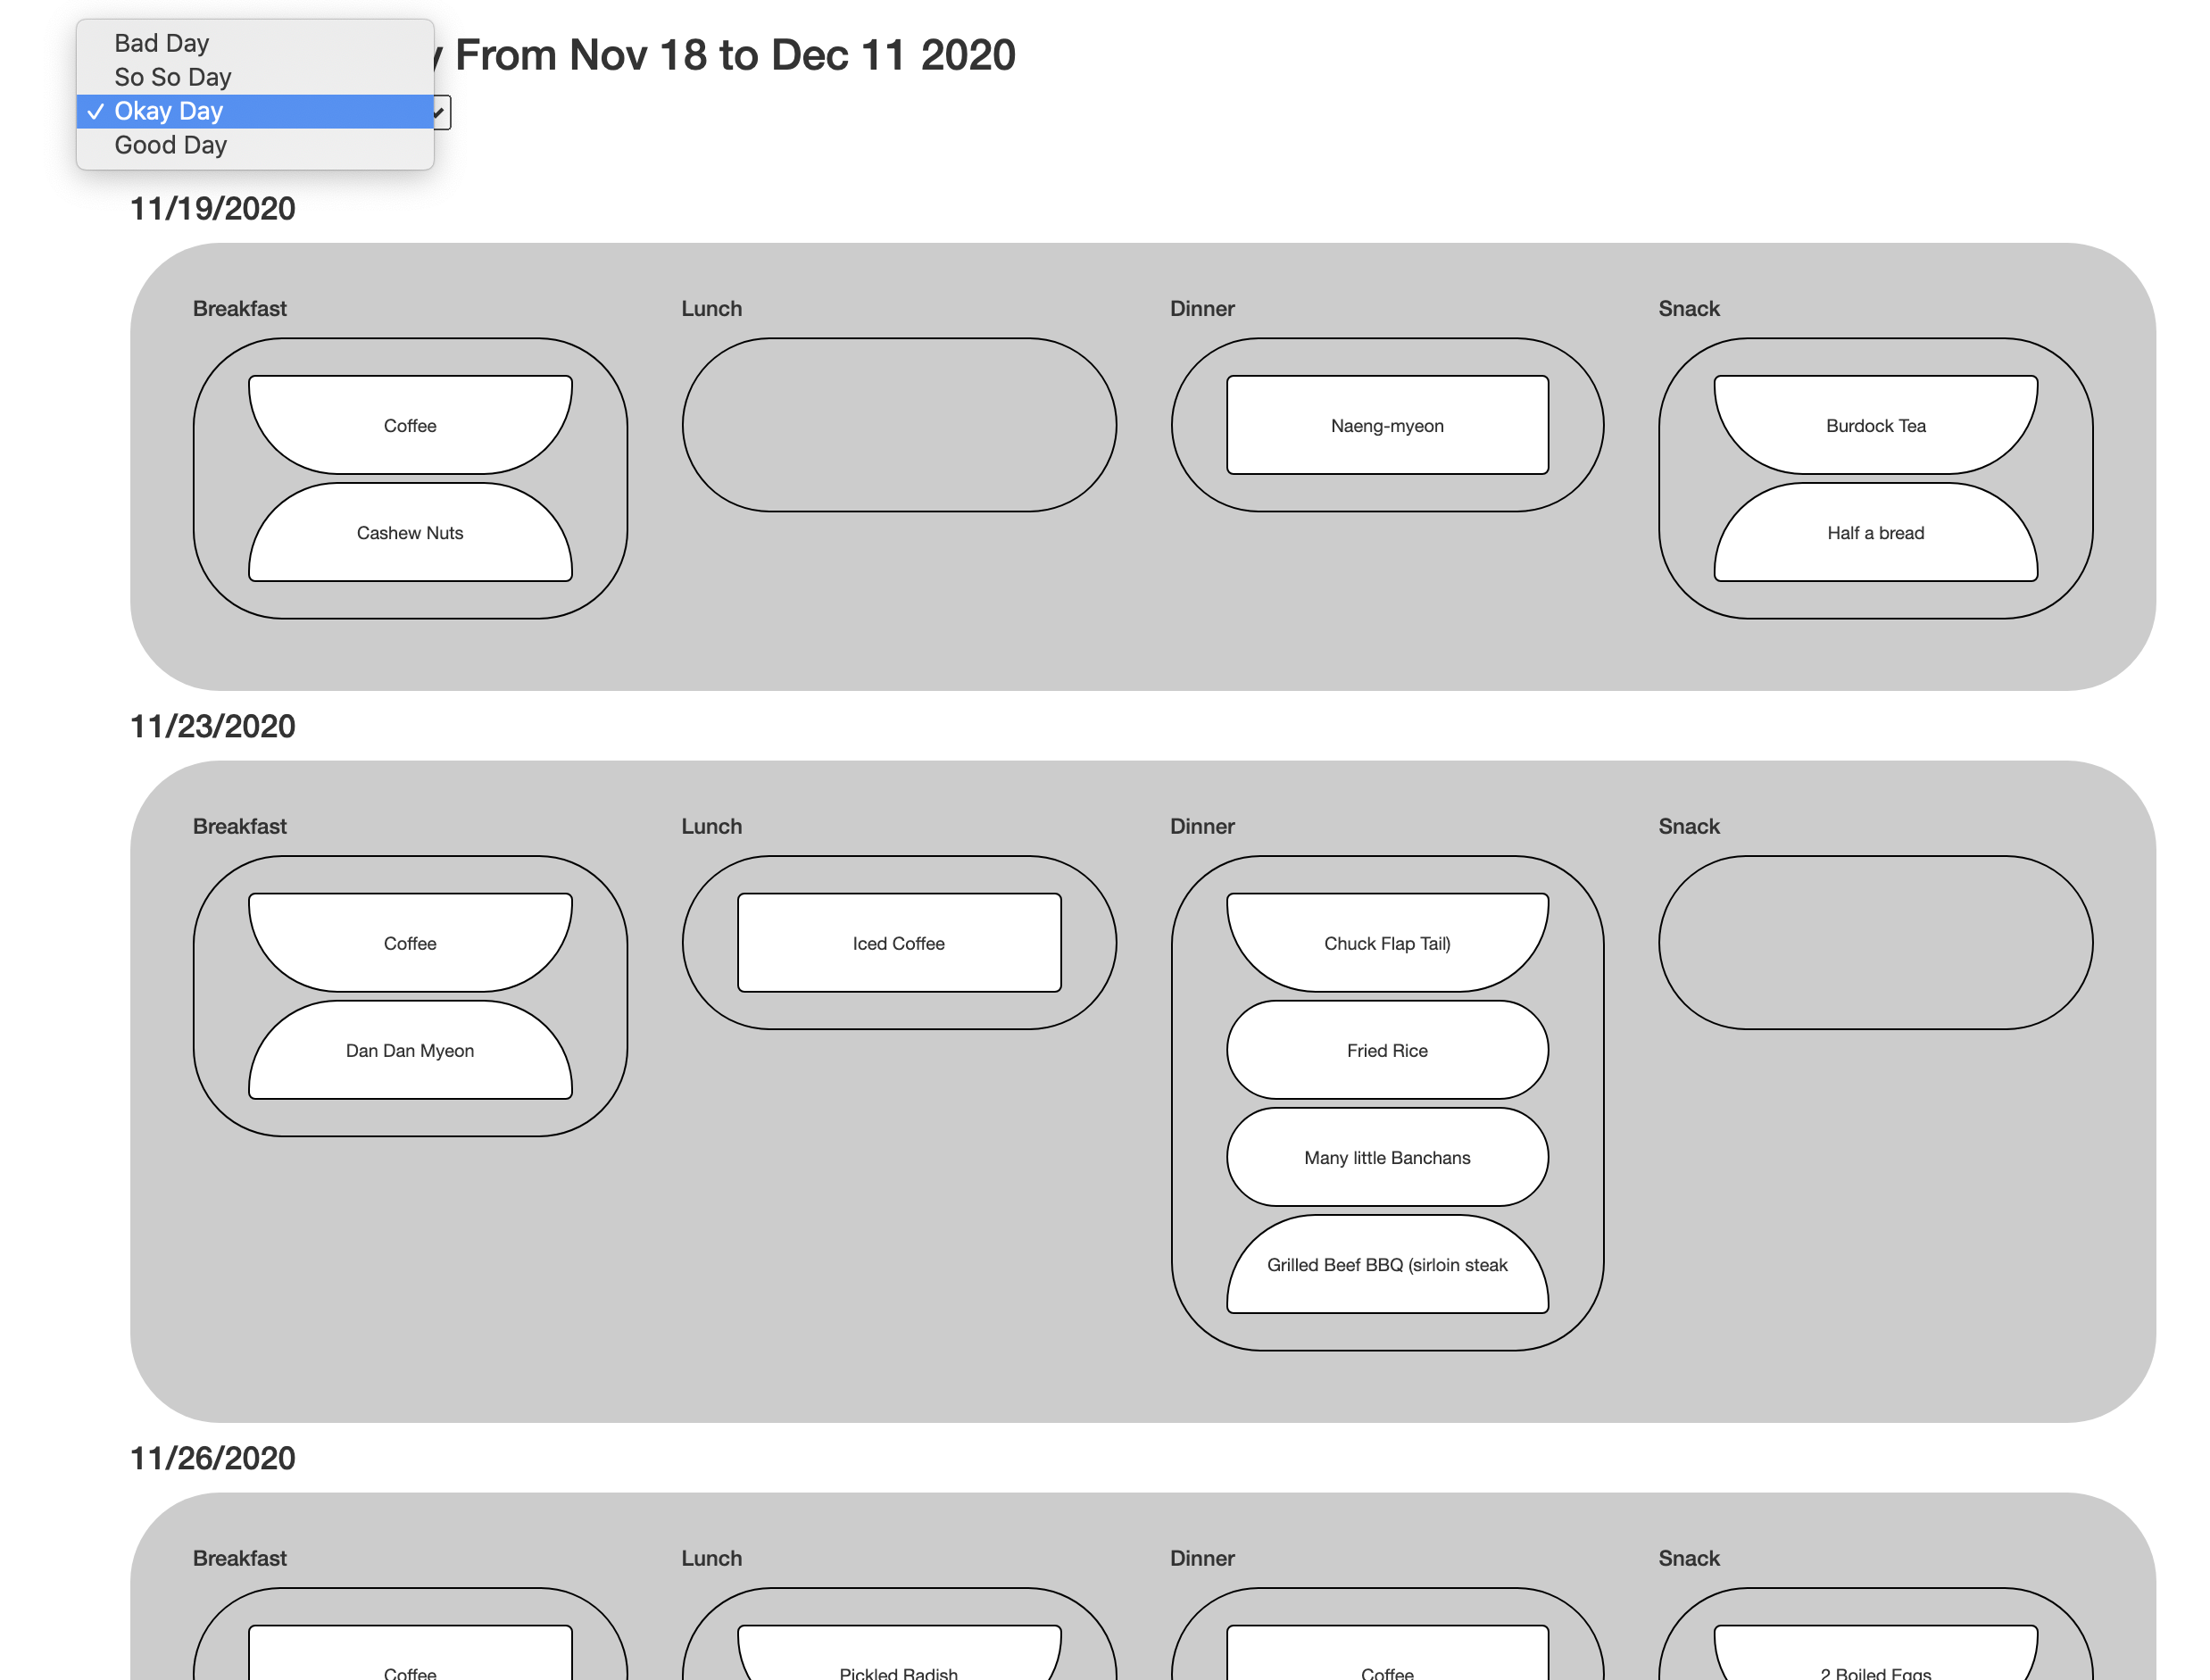 Bad Day
So So Day
Okay Day
Good Day
From Nov 18 to Dec 11 2020
11/19/2020
Breakfast
Coffee
Cashew Nuts
Lunch
Dinner
Naeng-myeon
Snack
Burdock Tea
Half a bread
11/23/2020
Breakfast
Coffee
Dan Dan Myeon
Lunch
Iced Coffee
Dinner
Chuck Flap Tail)
Fried Rice
Many little Banchans
Grilled Beef BBQ (sirloin steak
Snack
11/26/2020
Breakfast
Coffee
Lunch
Pickled Radish
Dinner
Coffee
Snack
2 Boiled Eggs